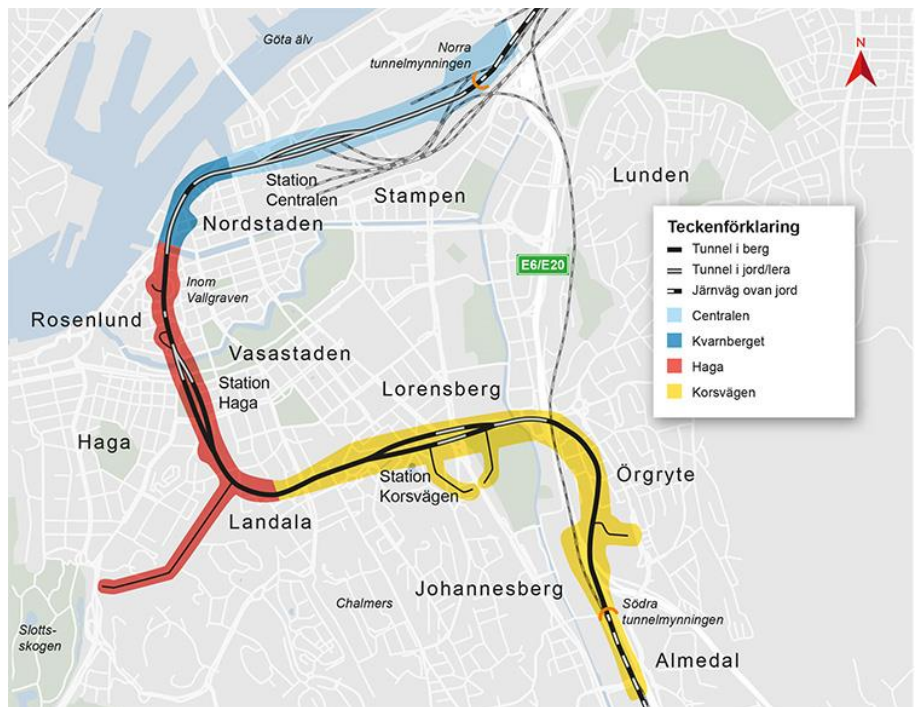 Göta älv
Norra
tunnelmynningen
N
Lunden
Station
Centralen
Stampen
Nordstaden
Teckenförklaring
Tunnel i berg
Tunnel i jord/lera
Järnväg ovan jord
Centralen
Kvarnberget
Haga
Korsvägen
E6/E20
Inom
Vallgraven
Rosenlund
Vasastaden
Station
Haga
Lorensberg
Haga
Station
Korsvägen
Örgryte
Landala
Johannesberg
Chalmers
Södra
tunnelmynningen
Slotts-
skogen
Almedal